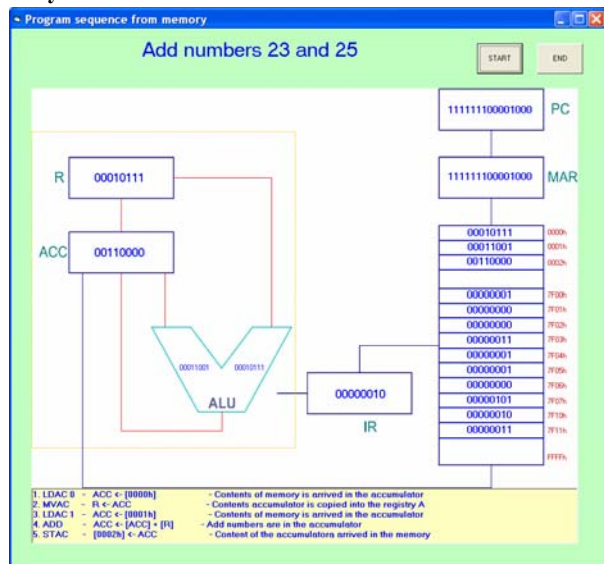 Program sequence from memory
Add numbers 23 and 25
START
END
111111100001000
PC
R
00010111
111111100001000
MAR
ACC
00110000
00010111 0000h
00011001 0001h
00110000 0002h
00000001 7F00h
00000000 7F01h
00000000 7F02h
00000011 7F03h
00000001 7F04h
00000001 7F05h
00000000 7F06h
00000101 7F07h
00000010 7F10h
00000011 7F11h
FFFFh
00011001 00010111
ALU
00000010
IR
1. LDAC 0 - ACC <- [0000h] - Contents of memory is arrived in the accumulator
2. MVAC - R <- ACC - Contents accumulator is copied into the registry A
3. LDAC 1 - ACC <- [0001h] - Contents of memory is arrived in the accumulator
4. ADD - ACC <- [ACC] + [R] - Add numbers are in the accumulator
5. STAC - [0002h] <- ACC - Content of the accumulators arrived in the memory